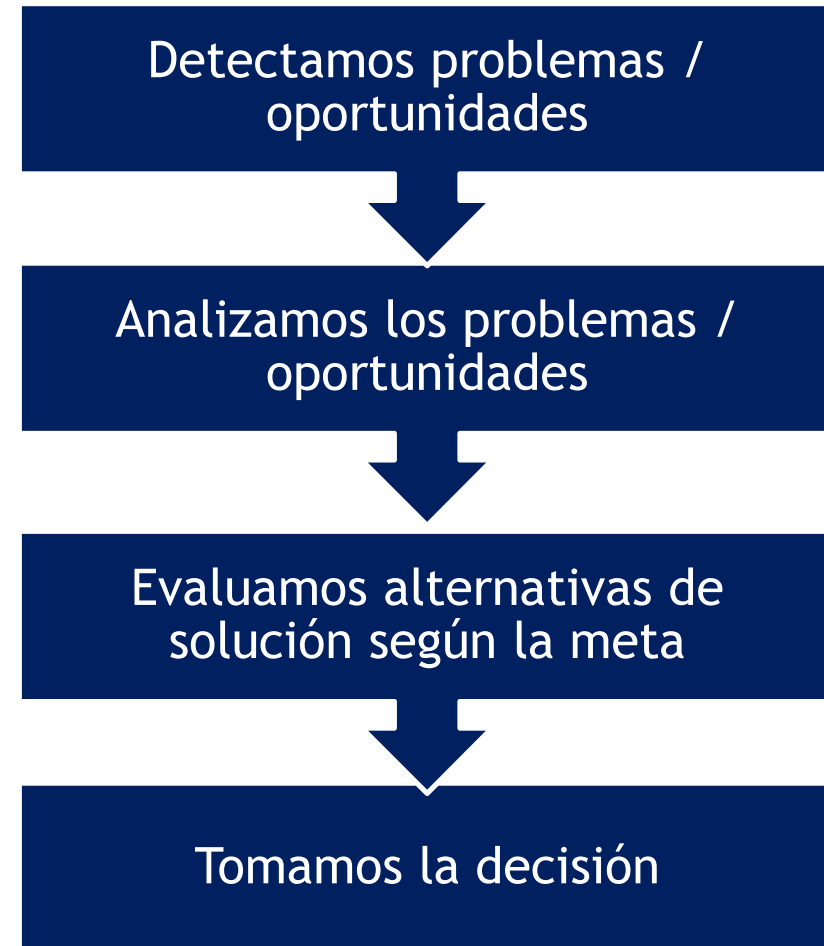 Detectamos problemas /
oportunidades
Analizamos los problemas /
oportunidades
Evaluamos alternativas de
solución según la meta
Tomamos la decisión